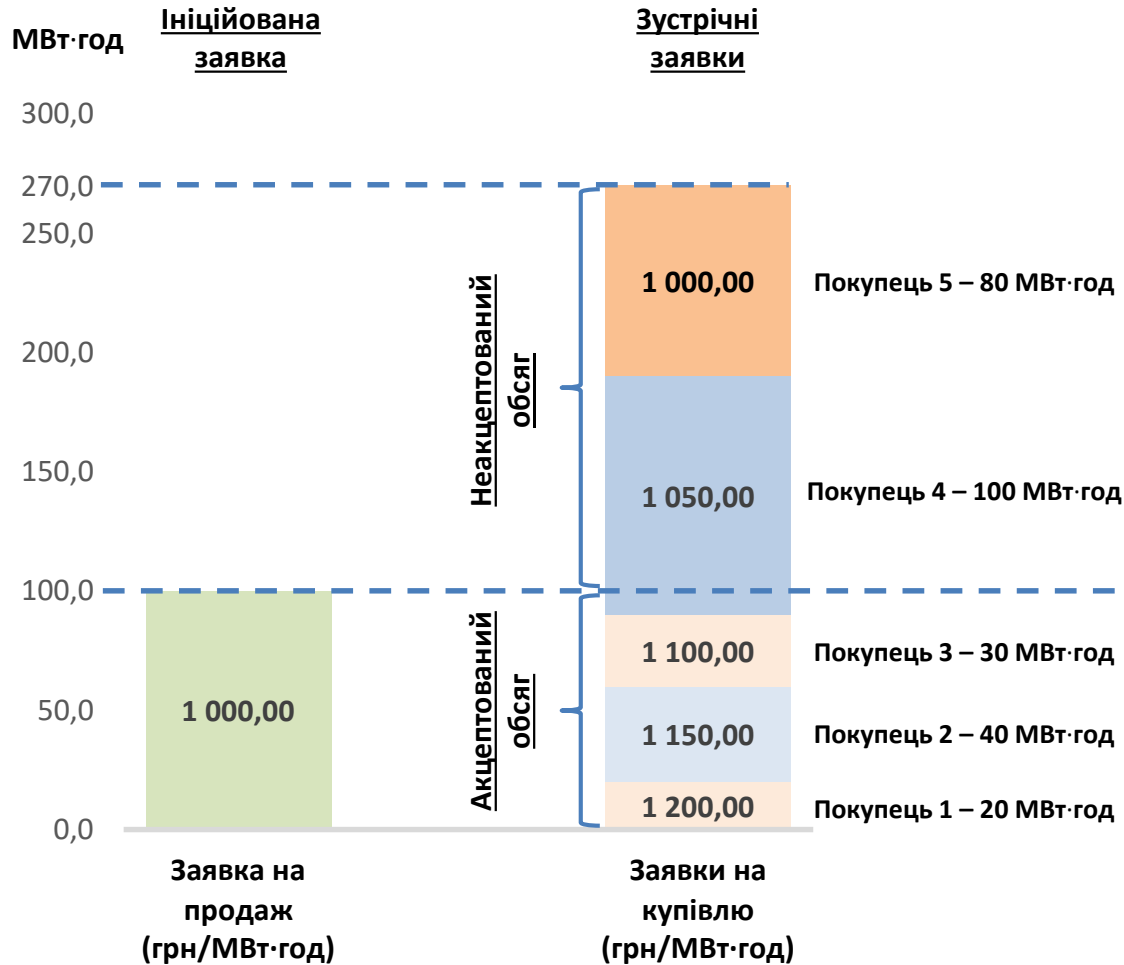 МВт·год
Ініційована
заявка
Зустрічні
заявки
300,0
270,0
250,0
200,0
150,0
100,0
50,0
0,0
Неакцептований
обсяг
Акцептований
обсяг
1 000,00
1 000,00
1 050,00
1 100,00
1 150,00
1 200,00
Покупець 5 – 80 МВт·год
Покупець 4 – 100 МВт·год
Покупець 3 – 30 МВт·год
Покупець 2 – 40 МВт·год
Покупець 1 – 20 МВт·год
Заявка на
продаж
(грн/МВт·год)
Заявки на
купівлю
(грн/МВт·год)